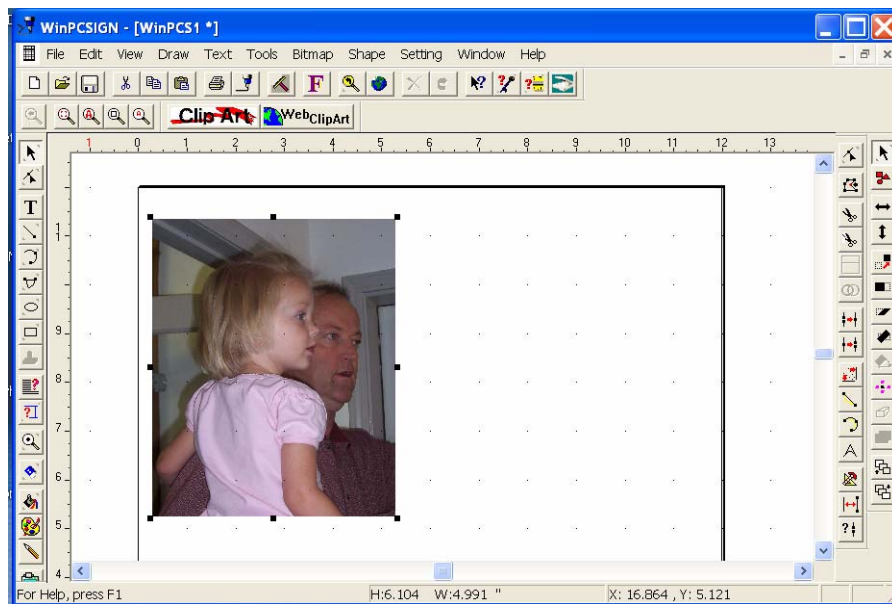 WinPCSIGN - [WinPCS1 *]
File Edit View Draw Text Tools Bitmap Shape Setting Window Help
F
Clip Art WebClipArt
1 0 1 2 3 4 5 6 7 8 9 10 11 12 13
T
1
1
9
8
7
6
5
4
For Help, press F1 H:6.104 W:4.991 " X: 16.864 , Y: 5.121